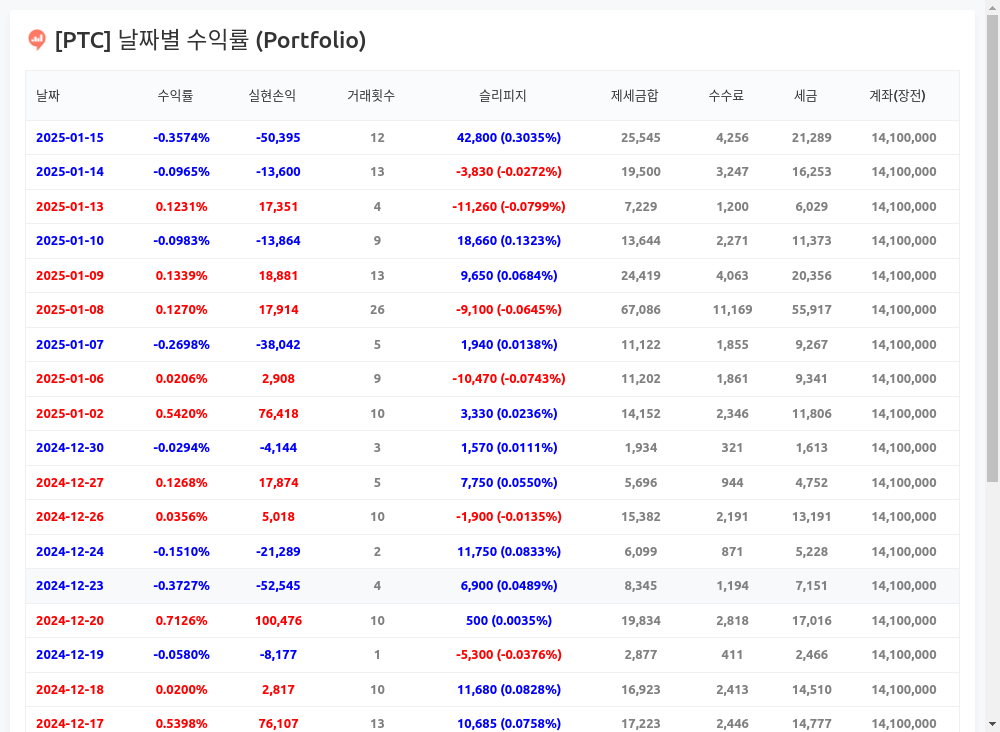 [PTC] 날짜별 수익률 (Portfolio)
날짜 수익률 실현손익 거래횟수 슬리피지 제세금합 수수료 세금 계좌(장전)
2025-01-15 -0.3574% -50,395 12 42,800 (0.3035%) 25,545 4,256 21,289 14,100,000
2025-01-14 -0.0965% -13,600 13 -3,830 (-0.0272%) 19,500 3,247 16,253 14,100,000
2025-01-13 0.1231% 17,351 4 -11,260 (-0.0799%) 7,229 1,200 6,029 14,100,000
2025-01-10 -0.0983% -13,864 9 18,660 (0.1323%) 13,644 2,271 11,373 14,100,000
2025-01-09 0.1339% 18,881 13 9,650 (0.0684%) 24,419 4,063 20,356 14,100,000
2025-01-08 0.1270% 17,914 26 -9,100 (-0.0645%) 67,086 11,169 55,917 14,100,000
2025-01-07 -0.2698% -38,042 5 1,940 (0.0138%) 11,122 1,855 9,267 14,100,000
2025-01-06 0.0206% 2,908 9 -10,470 (-0.0743%) 11,202 1,861 9,341 14,100,000
2025-01-02 0.5420% 76,418 10 3,330 (0.0236%) 14,152 2,346 11,806 14,100,000
2024-12-30 -0.0294% -4,144 3 1,570 (0.0111%) 1,934 321 1,613 14,100,000
2024-12-27 0.1268% 17,874 5 7,750 (0.0550%) 5,696 944 4,752 14,100,000
2024-12-26 0.0356% 5,018 10 -1,900 (-0.0135%) 15,382 2,191 13,191 14,100,000
2024-12-24 -0.1510% -21,289 2 11,750 (0.0833%) 6,099 871 5,228 14,100,000
2024-12-23 -0.3727% -52,545 4 6,900 (0.0489%) 8,345 1,194 7,151 14,100,000
2024-12-20 0.7126% 100,476 10 500 (0.0035%) 19,834 2,818 17,016 14,100,000
2024-12-19 -0.0580% -8,177 1 -5,300 (-0.0376%) 2,877 411 2,466 14,100,000
2024-12-18 0.0200% 2,817 10 11,680 (0.0828%) 16,923 2,413 14,510 14,100,000
2024-12-17 0.5398% 76,107 13 10,685 (0.0758%) 17,223 2,446 14,777 14,100,000